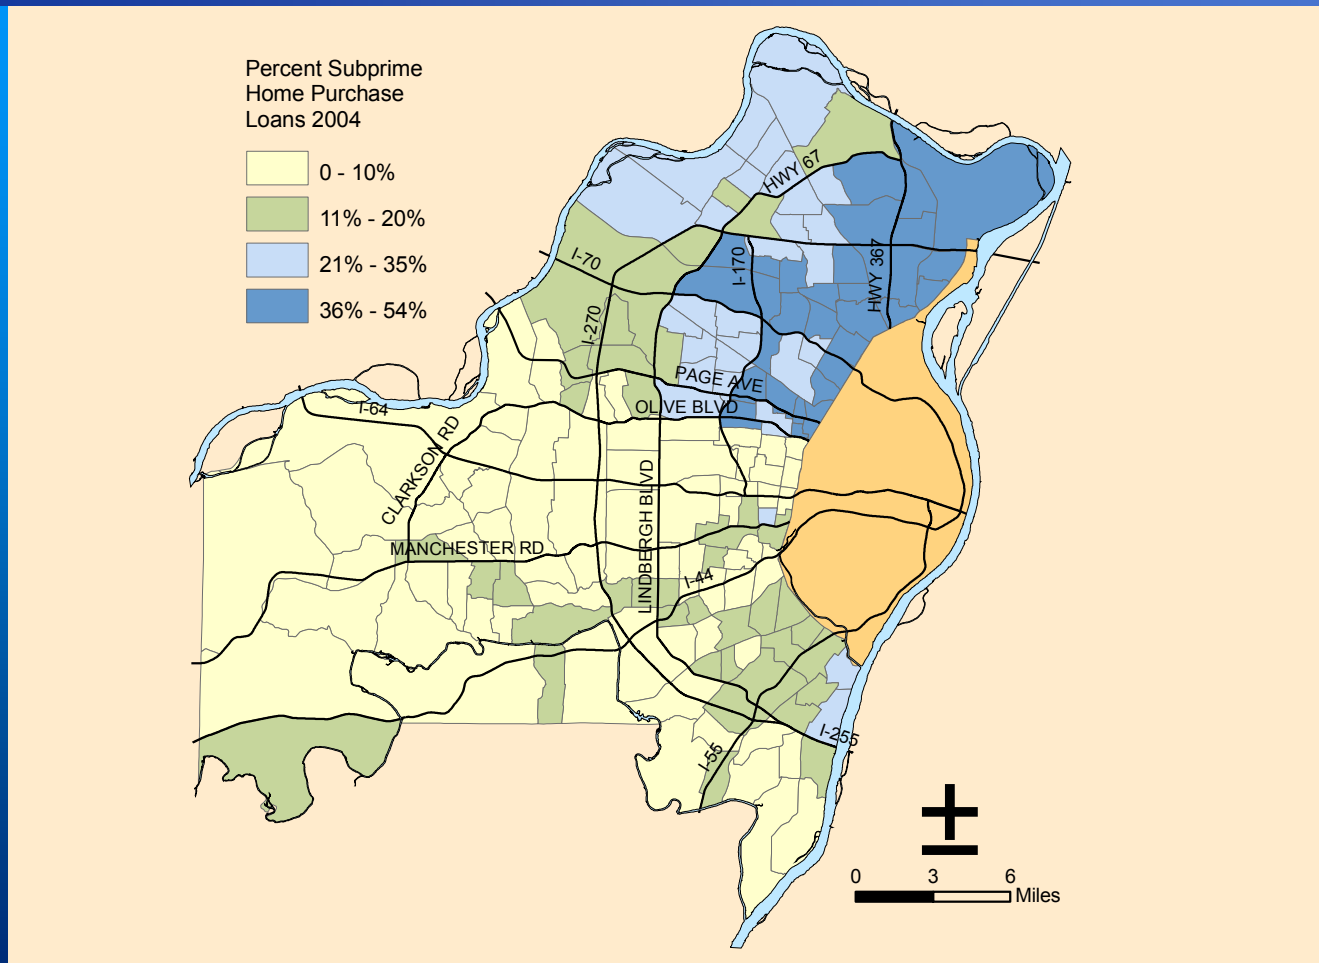 Percent Subprime
Home Purchase
Loans 2004
0 - 10%
11% - 20%
21% - 35%
36% - 54%
HWY 67
I-70
I-170
HWY 367
I-270
PAGE AVE
OLIVE BLVD
I-64
CLARKSON RD
LINDBERGH BLVD
MANCHESTER RD
I-44
I-255
I-55
0 3 6
Miles